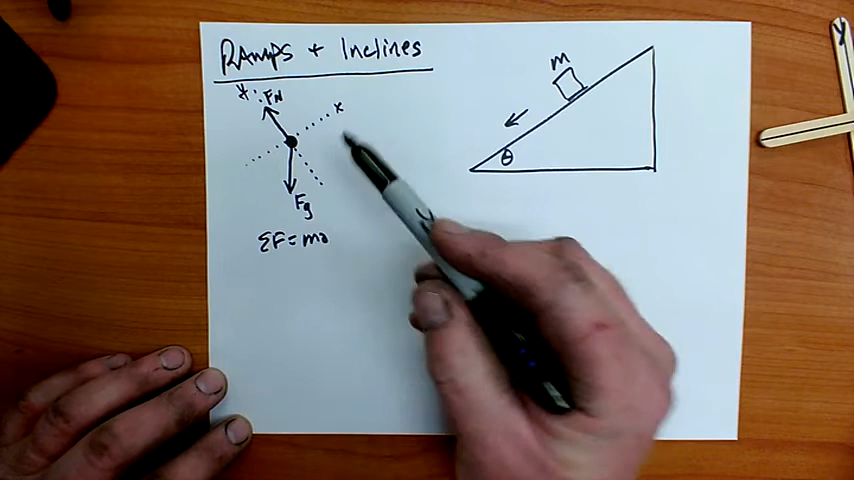 RAMPS + Inclines
y
FN
x
Fg
ΣF = ma
m
θ
y